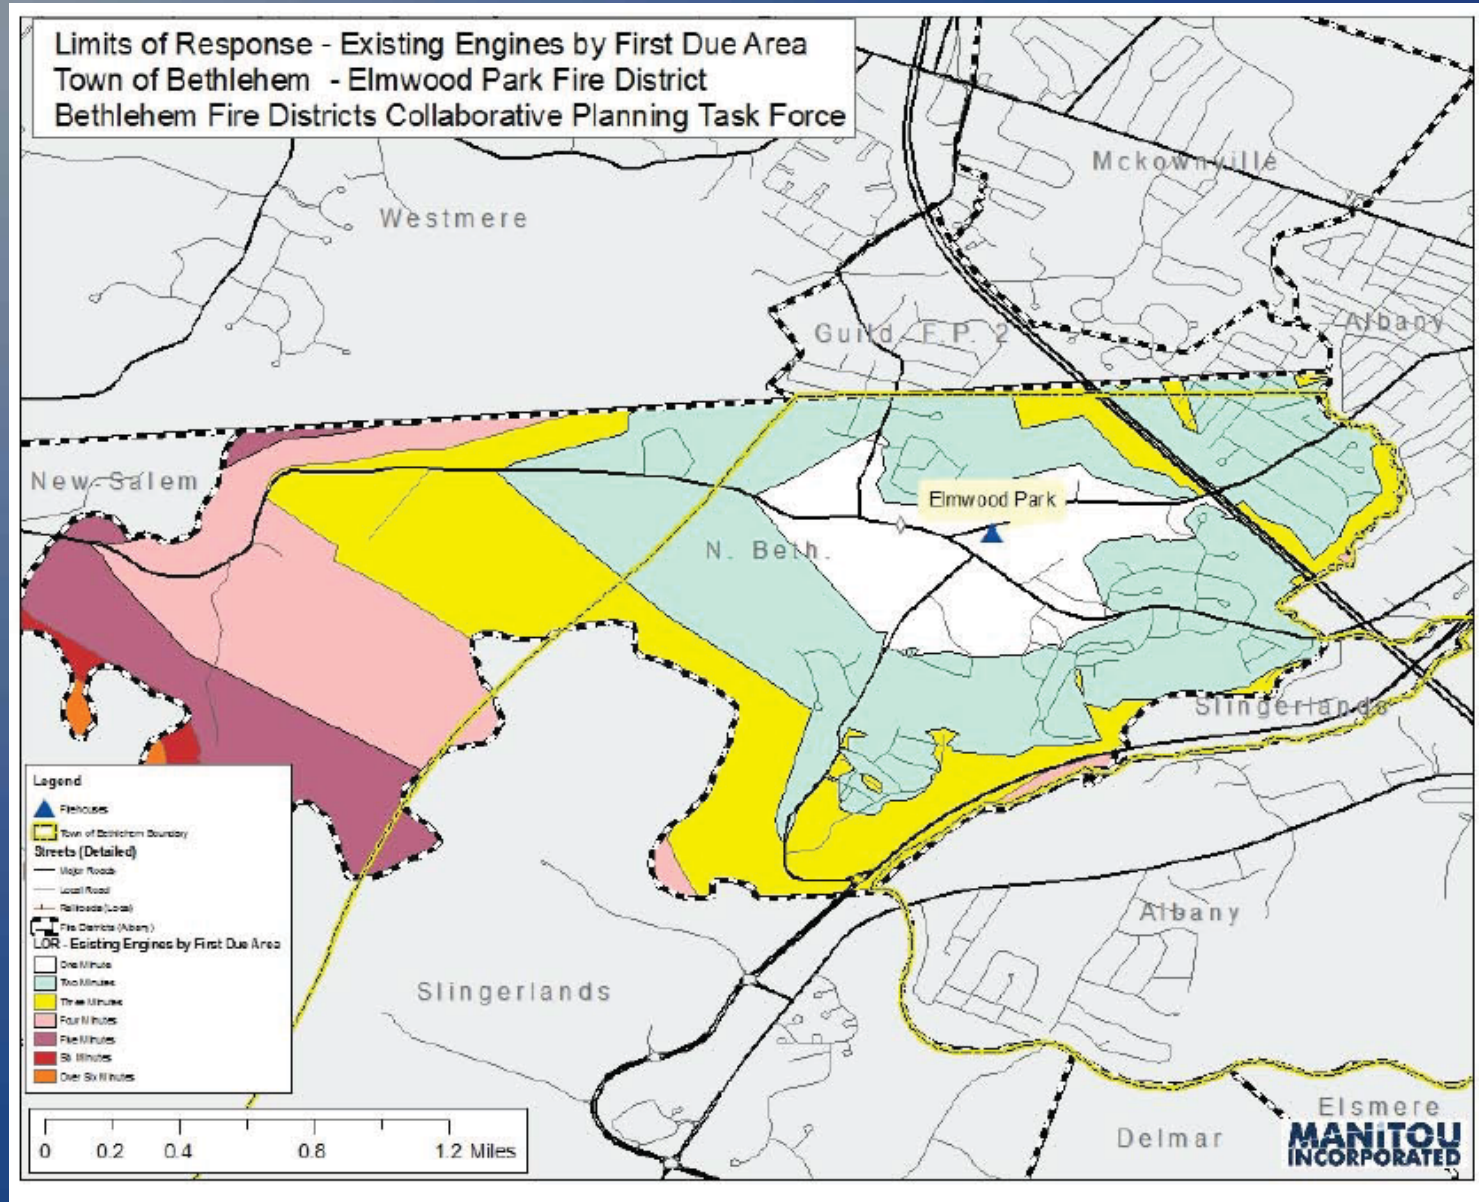 Limits of Response - Existing Engines by First Due Area
Town of Bethlehem - Elmwood Park Fire District
Bethlehem Fire Districts Collaborative Planning Task Force
Mckownville
Westmere
Guild. F.P. 2
Albany
New Salem
Elmwood Park
N. Beth.
Slingerlands
Legend
Firehouses
Town of Bethlehem Boundary
Streets (Detailed)
Major Roads
Local Road
Railroads (Local)
Fire Districts (Albany)
LOR - Esisting Engines by First Due Area
One Minute
Two Minutes
Three Minutes
Four Minutes
Five Minutes
Six Minutes
Over Six Minutes
Albany
Slingerlands
0 0.2 0.4 0.8 1.2 Miles
Elsmere
Delmar
MANiTOU
INCORPORATED